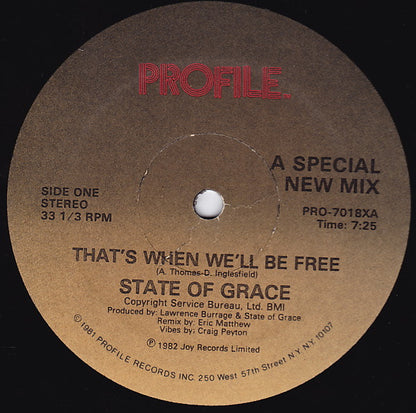 PROFILE
A SPECIAL
NEW MIX
SIDE ONE
STEREO
33 1/3 RPM
PRO-7018XA
Time: 7:25
THAT'S WHEN WE'LL BE FREE
(A. Thomas-D. Inglesfield)
STATE OF GRACE
Copyright Service Bureau, Ltd. BMI
Produced by: Lawrence Burrage & State of Grace
Remix by: Eric Matthew
Vibes by: Craig Peyton
℗ 1982 Joy Records Limited
© 1981 PROFILE RECORDS INC. 250 West 57th Street N.Y. N.Y. 10107